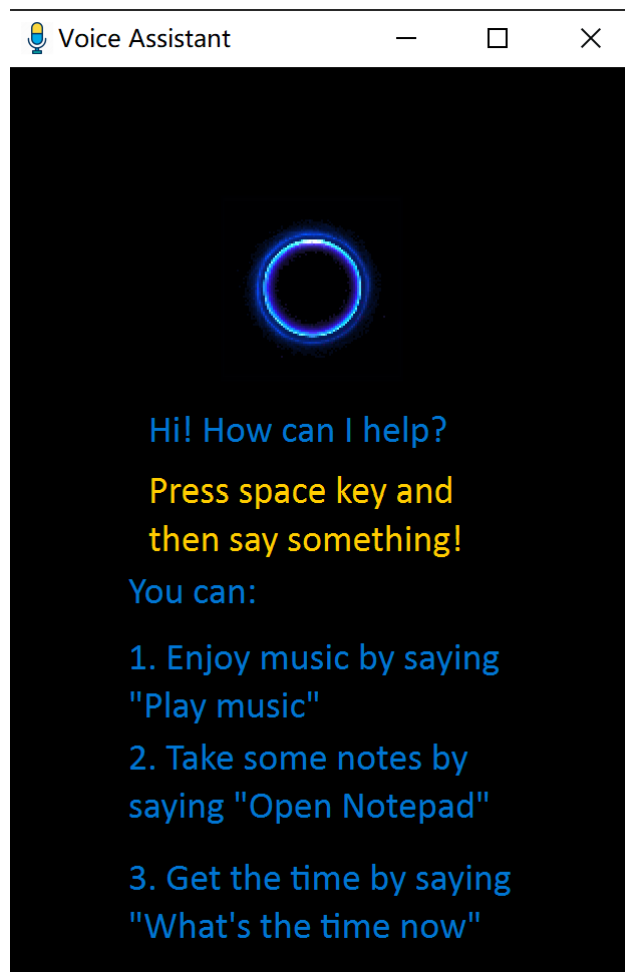 Voice Assistant
Hi! How can I help?
Press space key and
then say something!
You can:
1. Enjoy music by saying
"Play music"
2. Take some notes by
saying "Open Notepad"
3. Get the time by saying
"What's the time now"